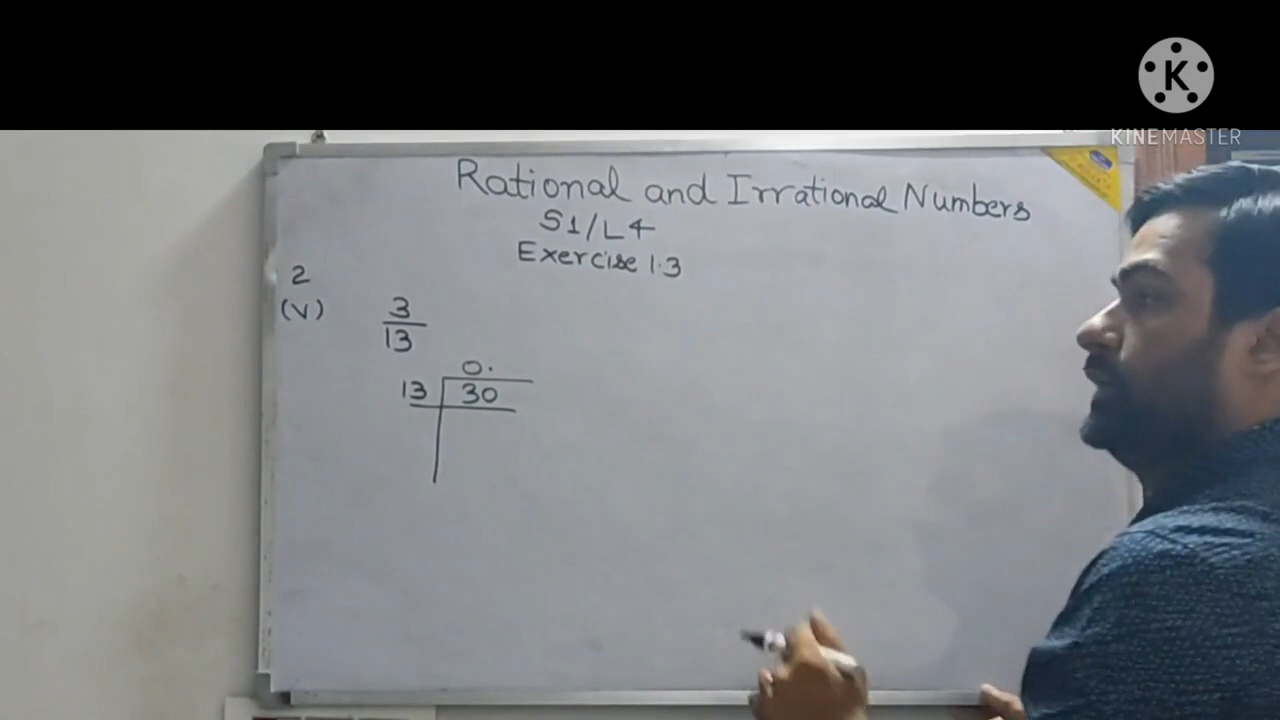 K
KINEMASTER
Rational and Irrational Numbers
S1/L4
Exercise 1.3
2
(V)
3
13
0.
13 30